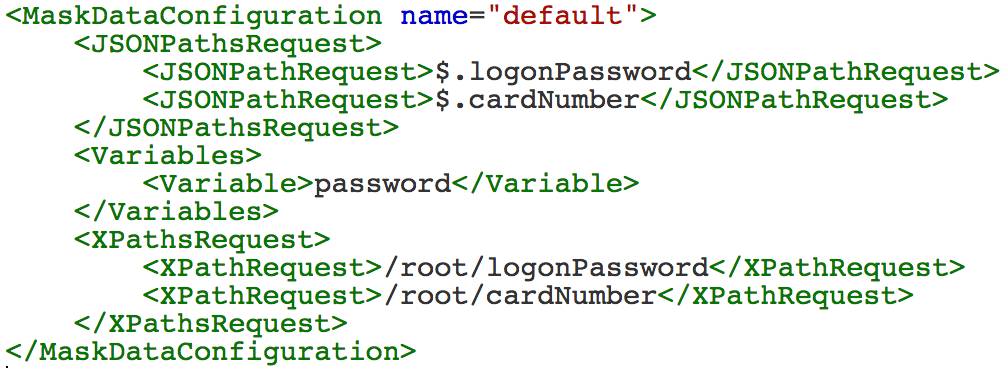 <MaskDataConfiguration name="default">
    <JSONPathsRequest>
        <JSONPathRequest>$.logonPassword</JSONPathRequest>
        <JSONPathRequest>$.cardNumber</JSONPathRequest>
    </JSONPathsRequest>
    <Variables>
        <Variable>password</Variable>
    </Variables>
    <XPathsRequest>
        <XPathRequest>/root/logonPassword</XPathRequest>
        <XPathRequest>/root/cardNumber</XPathRequest>
    </XPathsRequest>
</MaskDataConfiguration>